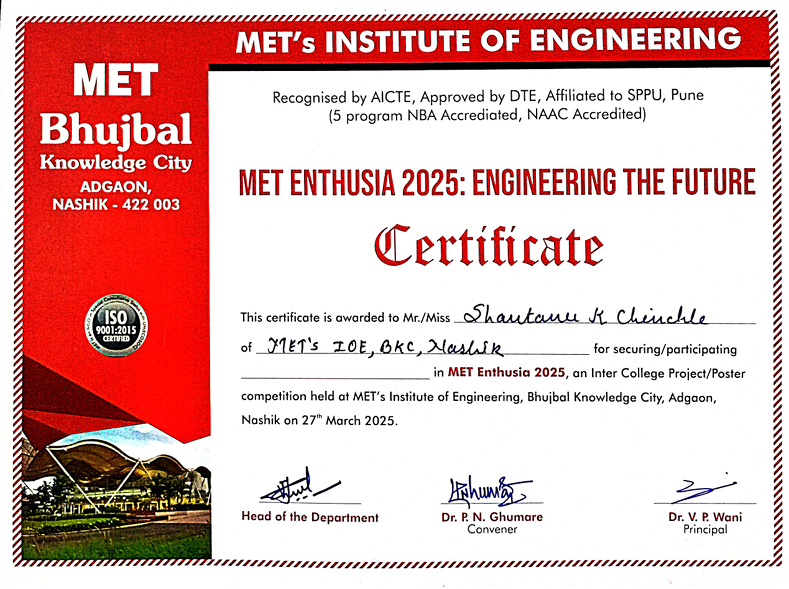 MET's INSTITUTE OF ENGINEERING
MET
Bhujbal
Knowledge City
ADGAON,
NASHIK - 422 003
Recognised by AICTE, Approved by DTE, Affiliated to SPPU, Pune
(5 program NBA Accrediated, NAAC Accredited)
MET ENTHUSIA 2025: ENGINEERING THE FUTURE
Certificate
ISO
9001:2015
CERTIFIED
This certificate is awarded to Mr./Miss Shantanu K Chinchle
of MET's IOE, BKC, Nashik for securing/participating
in MET Enthusia 2025, an Inter College Project/Poster
competition held at MET's Institute of Engineering, Bhujbal Knowledge City, Adgaon,
Nashik on 27th March 2025.
Head of the Department
Dr. P. N. Ghumare
Convener
Dr. V. P. Wani
Principal